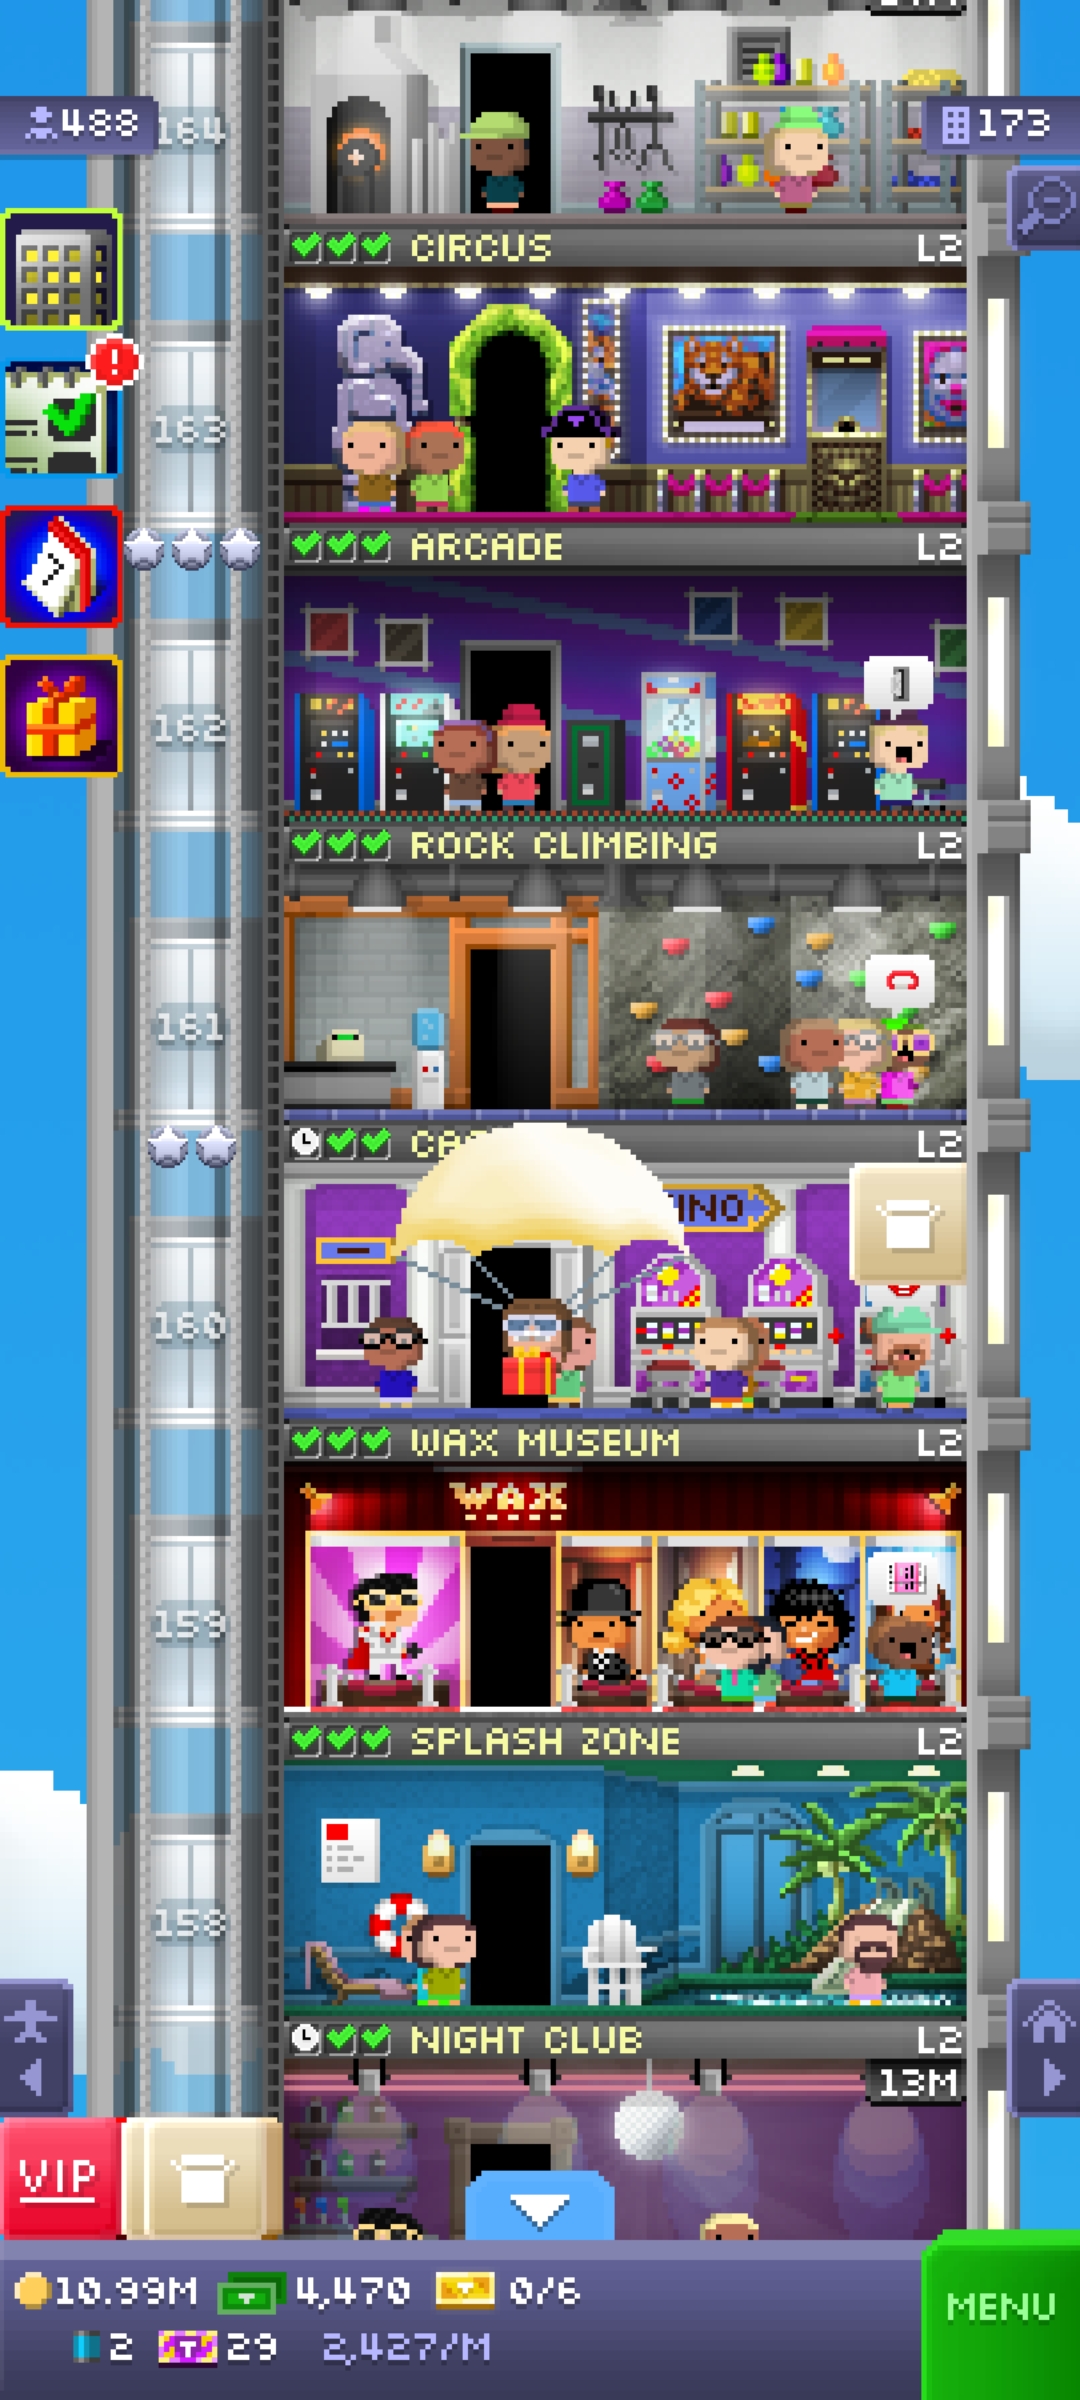 488
164
173
CIRCUS L2
163
ARCADE L2
162
ROCK CLIMBING L2
161
L2
INO
160
WAX MUSEUM L2
WAX
159
SPLASH ZONE L2
158
NIGHT CLUB L2
13M
VIP
10.99M 4,470 0/6
MENU
2 29 2,427/M